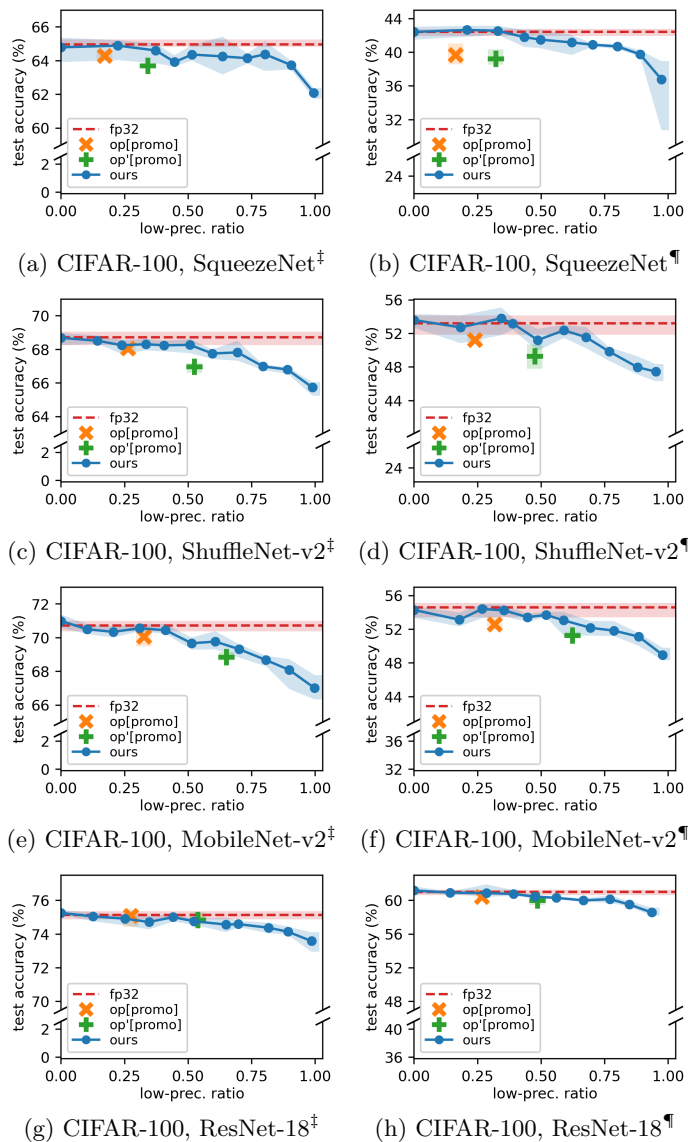 test accuracy (%)
66
64
62
60
2
0
fp32
op[promo]
op'[promo]
ours
0.00 0.25 0.50 0.75 1.00
low-prec. ratio
(a) CIFAR-100, SqueezeNet‡
test accuracy (%)
44
40
36
32
24
fp32
op[promo]
op'[promo]
ours
0.00 0.25 0.50 0.75 1.00
low-prec. ratio
(b) CIFAR-100, SqueezeNet¶
test accuracy (%)
70
68
66
64
2
0
fp32
op[promo]
op'[promo]
ours
0.00 0.25 0.50 0.75 1.00
low-prec. ratio
(c) CIFAR-100, ShuffleNet-v2‡
test accuracy (%)
56
52
48
44
24
fp32
op[promo]
op'[promo]
ours
0.00 0.25 0.50 0.75 1.00
low-prec. ratio
(d) CIFAR-100, ShuffleNet-v2¶
test accuracy (%)
72
70
68
66
2
0
fp32
op[promo]
op'[promo]
ours
0.00 0.25 0.50 0.75 1.00
low-prec. ratio
(e) CIFAR-100, MobileNet-v2‡
test accuracy (%)
56
52
48
44
36
32
fp32
op[promo]
op'[promo]
ours
0.00 0.25 0.50 0.75 1.00
low-prec. ratio
(f) CIFAR-100, MobileNet-v2¶
test accuracy (%)
76
74
72
70
2
0
fp32
op[promo]
op'[promo]
ours
0.00 0.25 0.50 0.75 1.00
low-prec. ratio
(g) CIFAR-100, ResNet-18‡
test accuracy (%)
60
56
52
48
40
36
fp32
op[promo]
op'[promo]
ours
0.00 0.25 0.50 0.75 1.00
low-prec. ratio
(h) CIFAR-100, ResNet-18¶